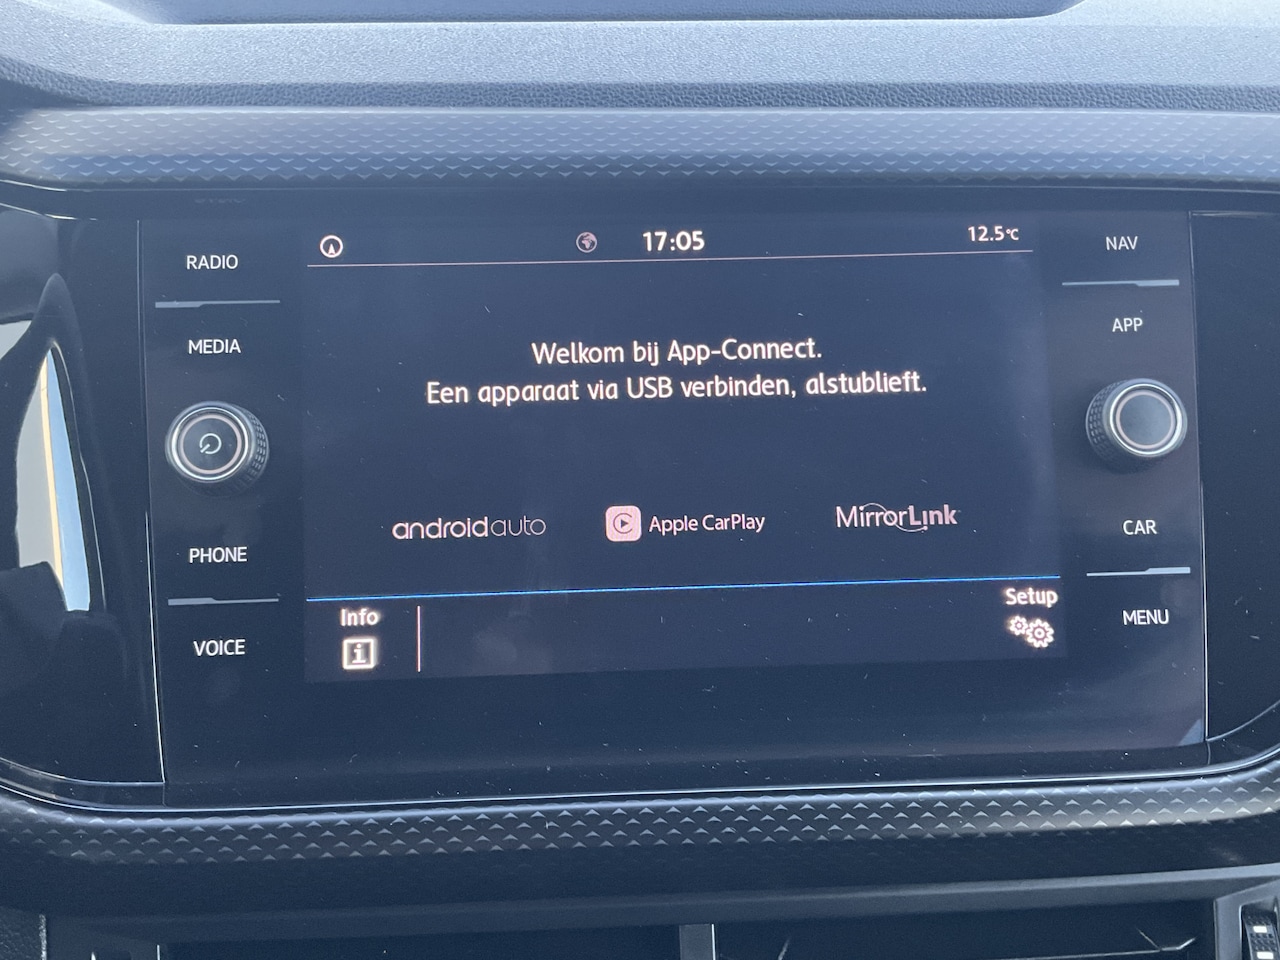 17:05
12.5°C
RADIO
MEDIA
PHONE
VOICE
Welkom bij App-Connect.
Een apparaat via USB verbinden, alstublieft.
androidauto
Apple CarPlay
MirrorLink
Info
i
Setup
NAV
APP
CAR
MENU